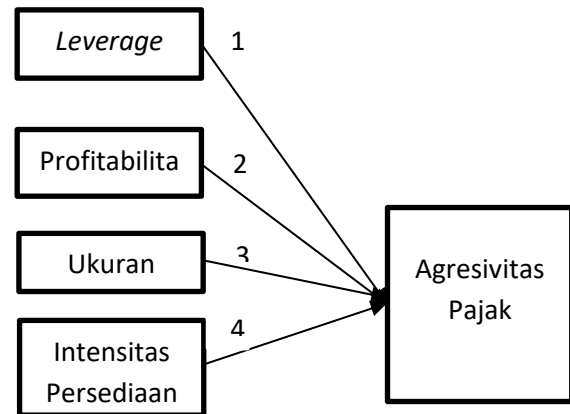 Leverage
1
Profitabilita
2
Ukuran
3
Intensitas
Persediaan
4
Agresivitas
Pajak